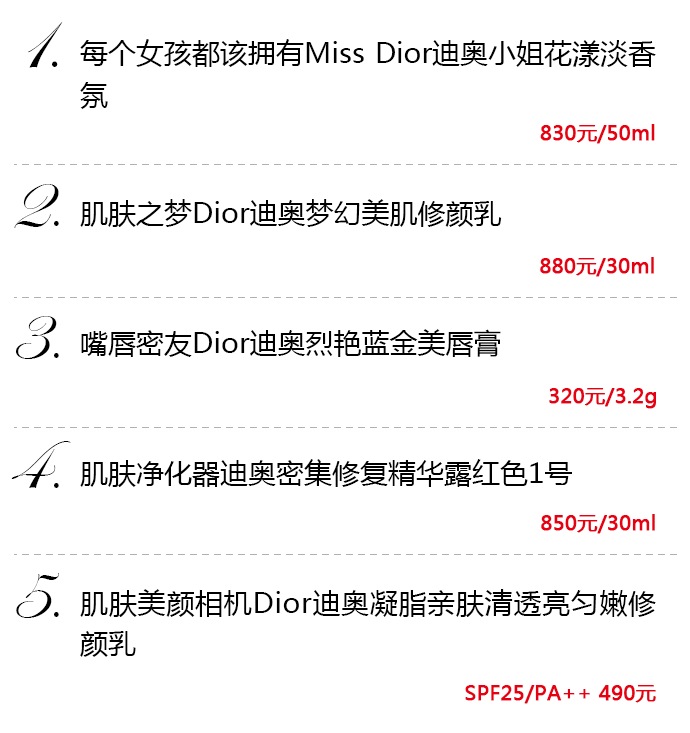 1. 每个女孩都该拥有Miss Dior迪奥小姐花漾淡香
氛
830元/50ml
2. 肌肤之梦Dior迪奥梦幻美肌修颜乳
880元/30ml
3. 嘴唇密友Dior迪奥烈艳蓝金美唇膏
320元/3.2g
4. 肌肤净化器迪奥密集修复精华露红色1号
850元/30ml
5. 肌肤美颜相机Dior迪奥凝脂亲肤清透亮匀嫩修
颜乳
SPF25/PA++ 490元